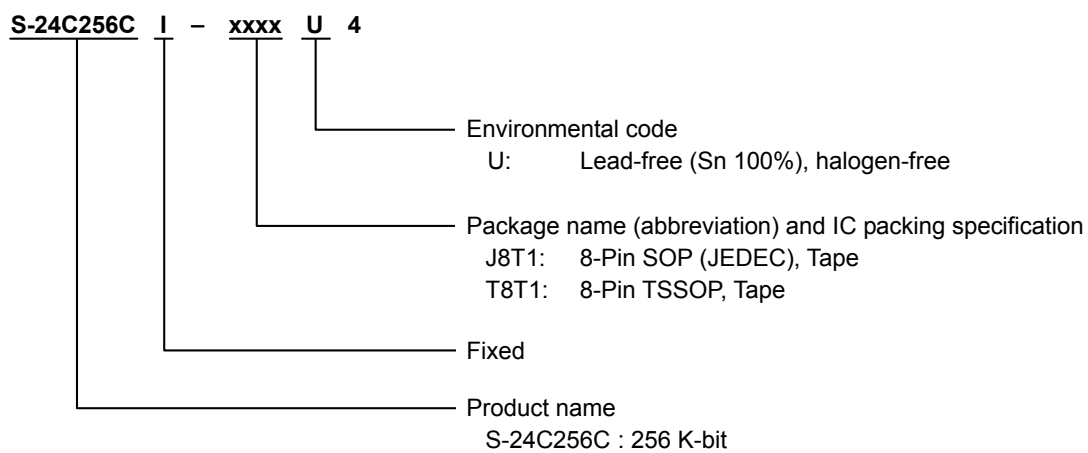 S-24C256C I – xxxx U 4
Environmental code
U: Lead-free (Sn 100%), halogen-free
Package name (abbreviation) and IC packing specification
J8T1: 8-Pin SOP (JEDEC), Tape
T8T1: 8-Pin TSSOP, Tape
Fixed
Product name
S-24C256C : 256 K-bit